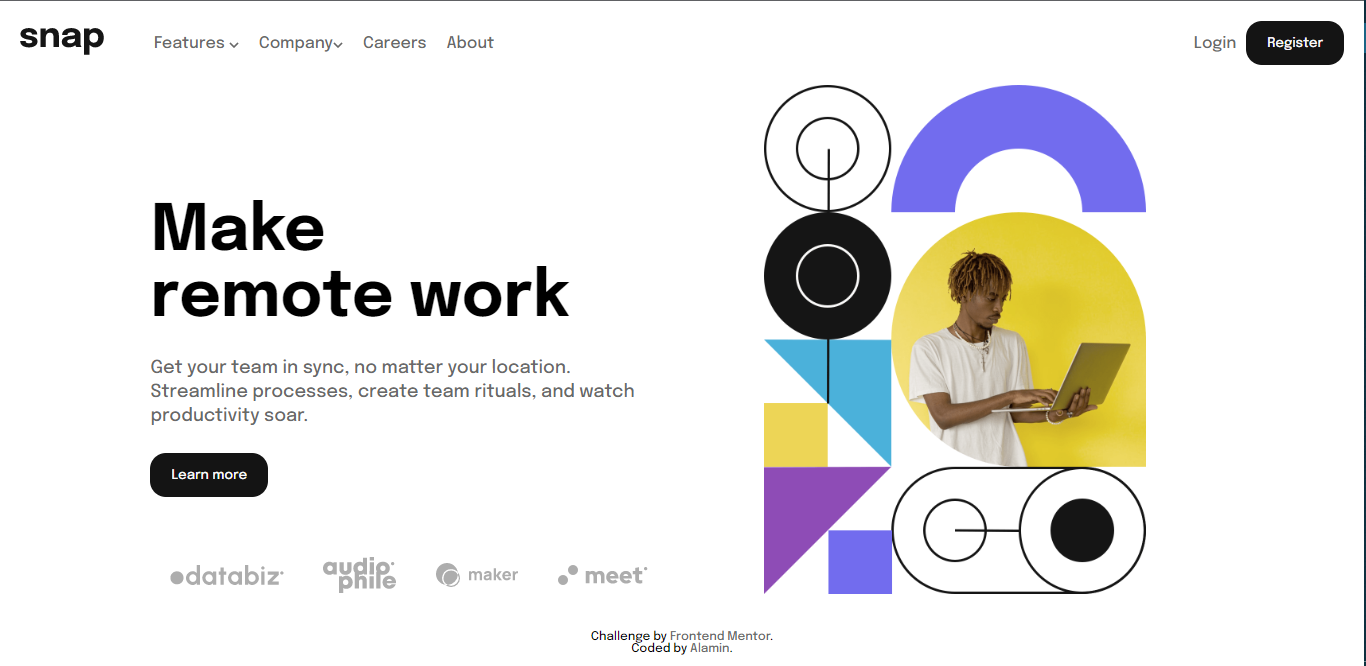 snap
Features
Company
Careers
About
Login
Register
Make
remote work
Get your team in sync, no matter your location.
Streamline processes, create team rituals, and watch
productivity soar.
Learn more
databiz
audio
phile
maker
meet
Challenge by Frontend Mentor.
Coded by Alamin.